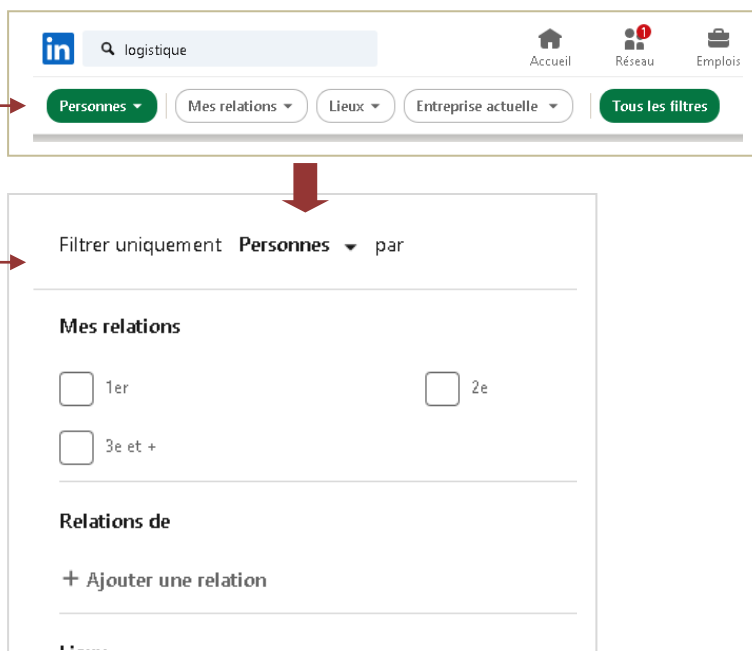 in logistique
1
Accueil Réseau Emplois
Personnes Mes relations Lieux Entreprise actuelle Tous les filtres
Filtrer uniquement Personnes par
Mes relations
1er 2e
3e et +
Relations de
+ Ajouter une relation